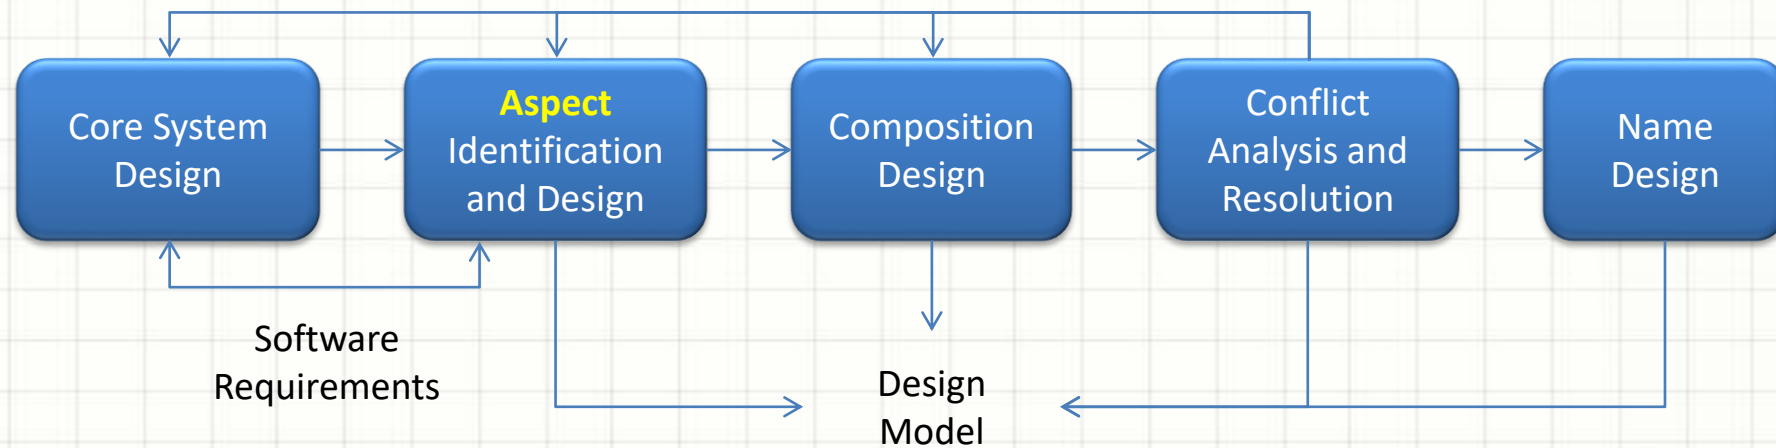 Core System
Design
Aspect
Identification
and Design
Composition
Design
Conflict
Analysis and
Resolution
Name
Design
Software
Requirements
Design
Model